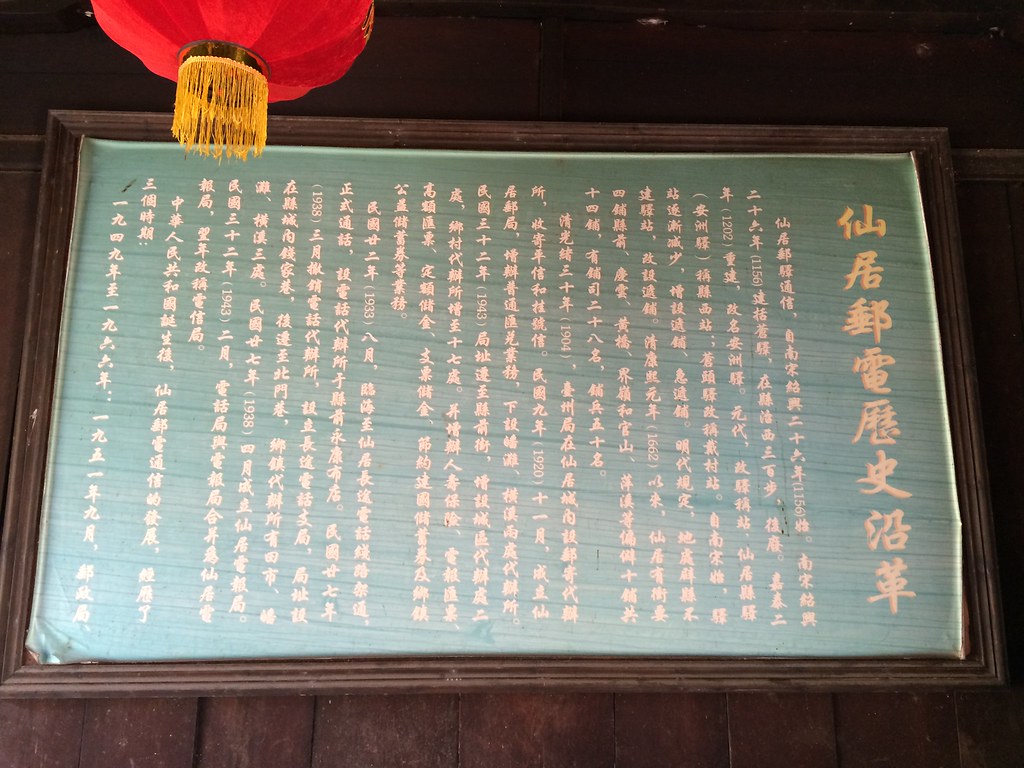 仙居郵電歷史沿革
仙居郵驛通信，自南宋紹興二十六年(1156)始。南宋紹興
二十六年(1156)建括蒼驛，在縣治西三百步，後廢。嘉泰二
年(1202)重建，改名安洲驛。元代，改驛稱站，仙居縣驛
（安洲驛）稱縣西站；蒼頭驛改稱戴村站。自南宋始，驛
站逐漸減少，增設遞鋪、急遞鋪。明代規定，地處僻縣不
建驛站，改設遞鋪。清康熙元年(1662)以來，仙居有衝要
四鋪縣前、慶雲、黃橋、界嶺和官山、萍溪等偏僻十鋪共
十四鋪，有鋪司二十八名，鋪兵五十名。
清光緒三十年(1904)，臺州局在仙居城內設郵寄代辦
所，收寄平信和挂號信。民國九年(1920)十一月，成立仙
居郵局，增辦普通匯兌業務，下設皤灘、橫溪兩處代辦所。
民國三十二年(1943)局址遷至縣前街，增設城區代辦處二
處，鄉村代辦所增至十七處。并增辦人壽保險、電報匯票、
高額匯票、定額儲金、支票儲金、節約建國儲蓄券及鄉鎮
公益儲蓄券等業務。
民國廿二年(1933)八月，臨海至仙居長途電話綫路架通，
正式通話，設電話代辦所于縣前永康布店。民國廿七年
(1938)三月撤銷電話代辦所，設立長途電話支局，局址設
在縣城內錢家巷，後遷至北門巷，鄉鎮代辦所有田市、皤
灘、橫溪三處。民國廿七年(1938)四月成立仙居電報局。
民國三十二年(1943)二月，電話局與電報局合并爲仙居電
報局，翌年改稱電信局。
中華人民共和國誕生後，仙居郵電通信的發展，經歷了
三個時期：
一九四九年至一九六六年：一九五一年九月，郵政局、